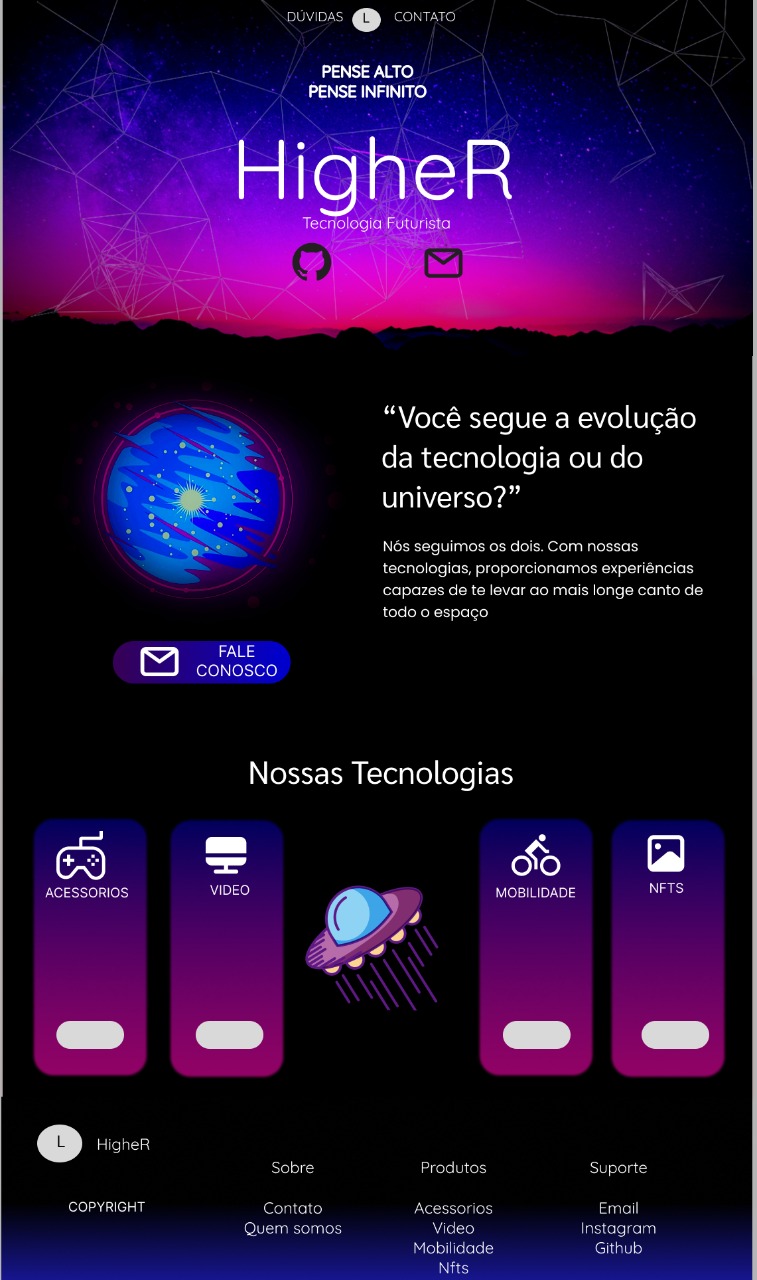 DÚVIDAS L CONTATO
PENSE ALTO
PENSE INFINITO
HigheR
Tecnologia Futurista
“Você segue a evolução
da tecnologia ou do
universo?”
Nós seguimos os dois. Com nossas
tecnologias, proporcionamos experiências
capazes de te levar ao mais longe canto de
todo o espaço
FALE
CONOSCO
Nossas Tecnologias
ACESSORIOS
VIDEO
MOBILIDADE
NFTS
L HigheR
COPYRIGHT
Sobre
Contato
Quem somos
Produtos
Acessorios
Video
Mobilidade
Nfts
Suporte
Email
Instagram
Github